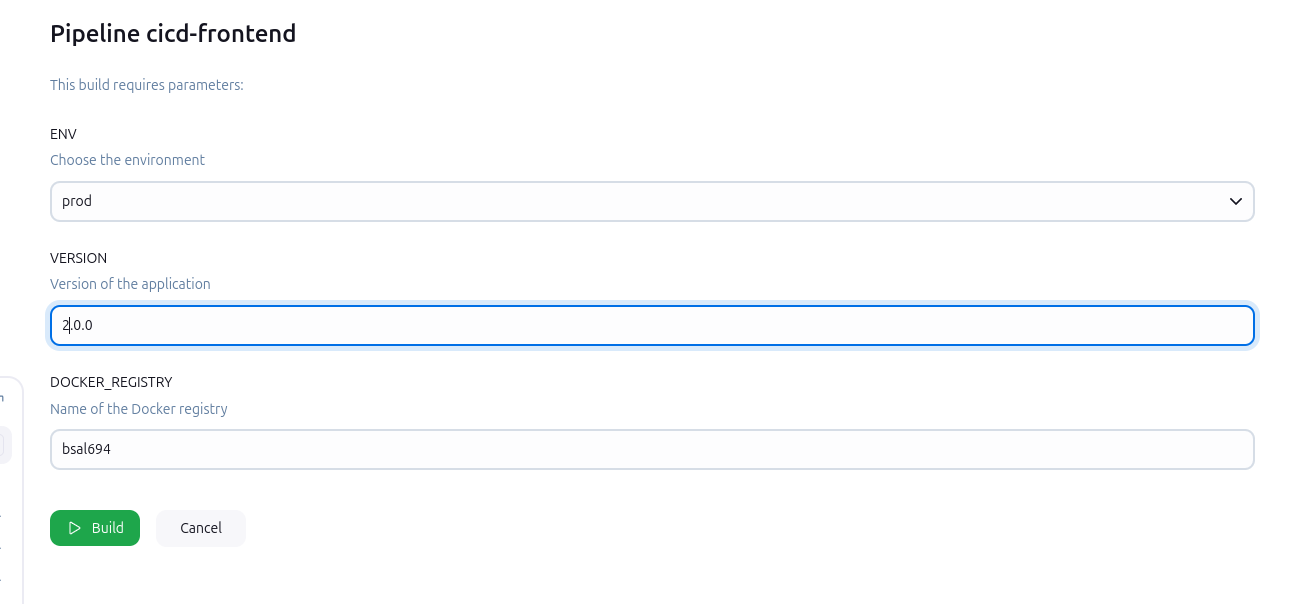 Pipeline cicd-frontend
This build requires parameters:
ENV
Choose the environment
prod
VERSION
Version of the application
2.0.0
DOCKER_REGISTRY
Name of the Docker registry
bsal694
Build Cancel